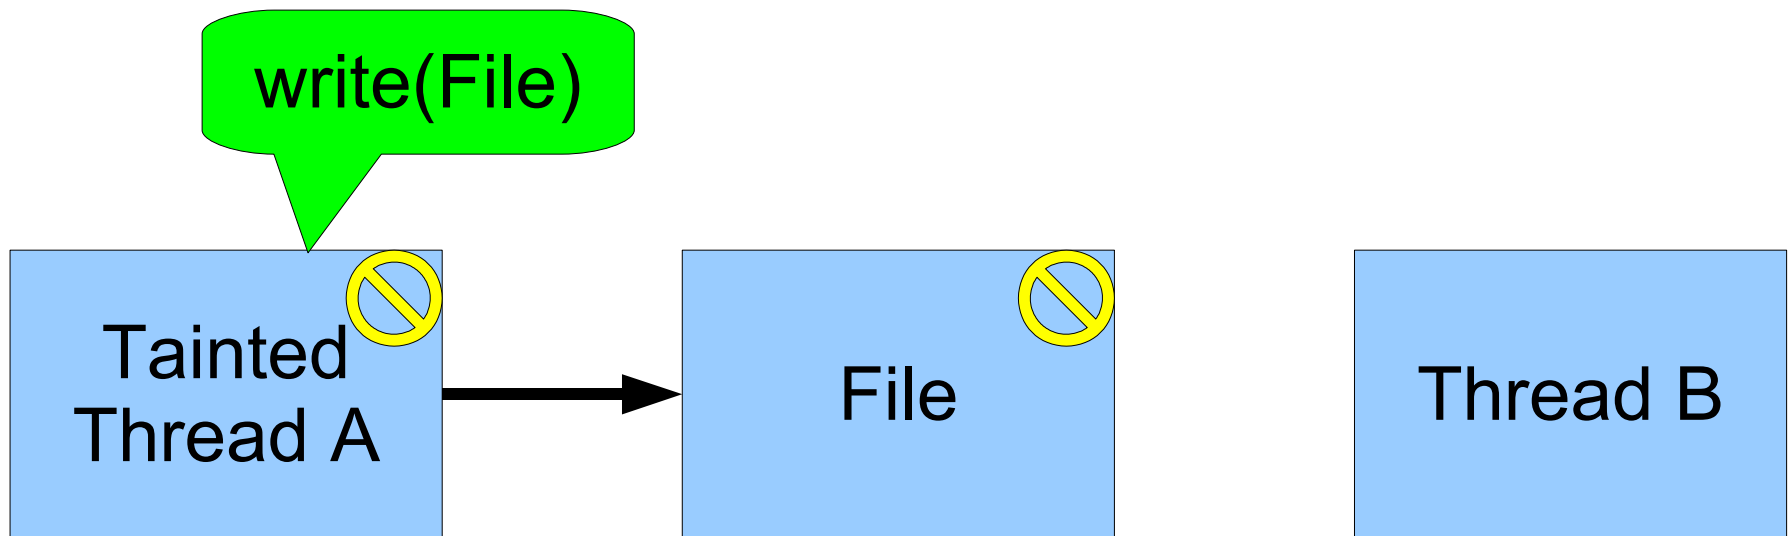 write(File)
Tainted
Thread A
File
Thread B